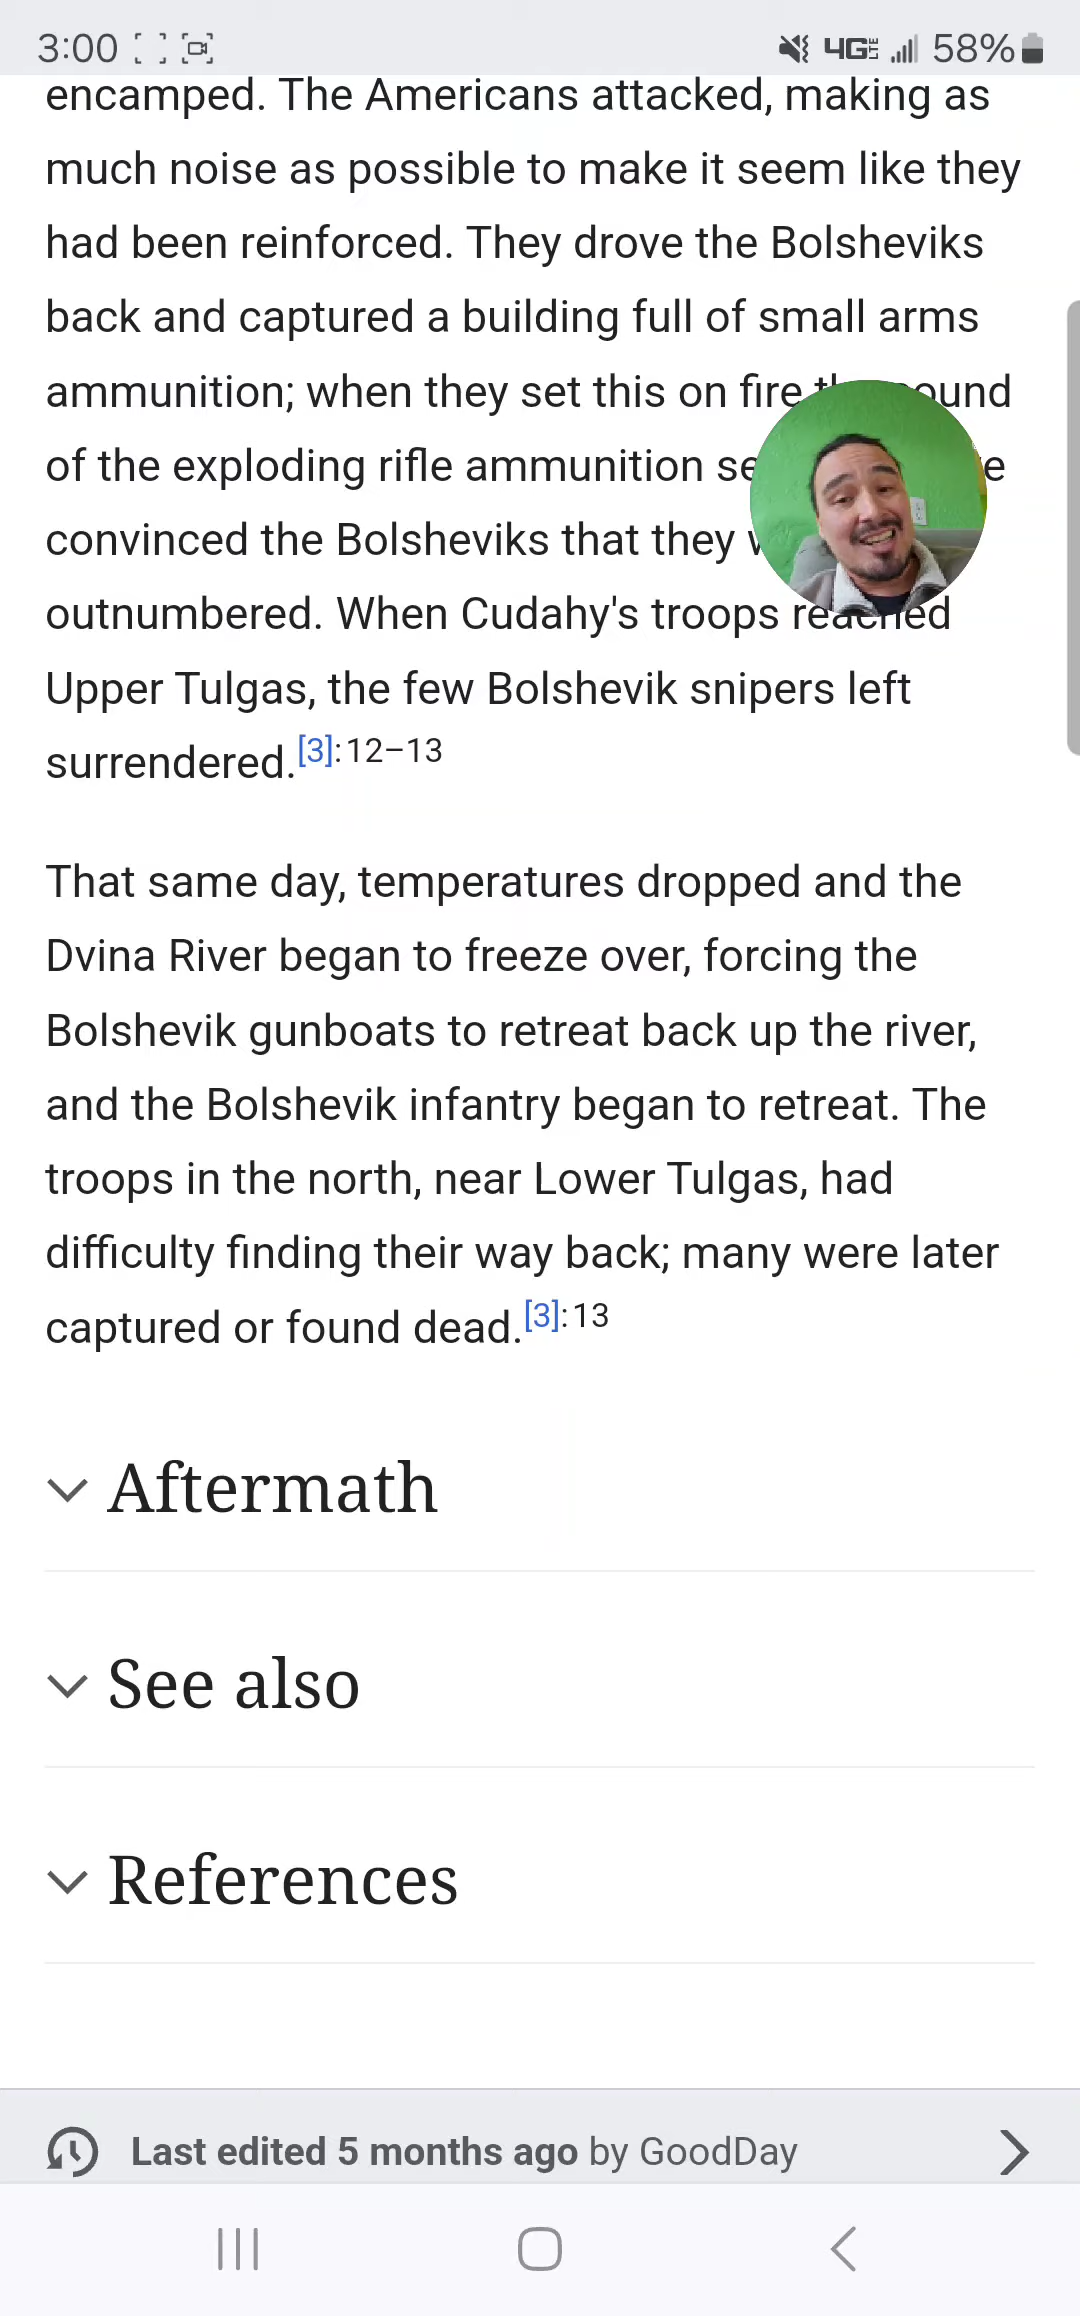 3:00 4G LTE 58%
encamped. The Americans attacked, making as
much noise as possible to make it seem like they
had been reinforced. They drove the Bolsheviks
back and captured a building full of small arms
ammunition; when they set this on fire
of the exploding rifle ammunition
convinced the Bolsheviks that they
outnumbered. When Cudahy's troops reached
Upper Tulgas, the few Bolshevik snipers left
surrendered.[3]:12–13
That same day, temperatures dropped and the
Dvina River began to freeze over, forcing the
Bolshevik gunboats to retreat back up the river,
and the Bolshevik infantry began to retreat. The
troops in the north, near Lower Tulgas, had
difficulty finding their way back; many were later
captured or found dead.[3]:13
Aftermath
See also
References
Last edited 5 months ago by GoodDay